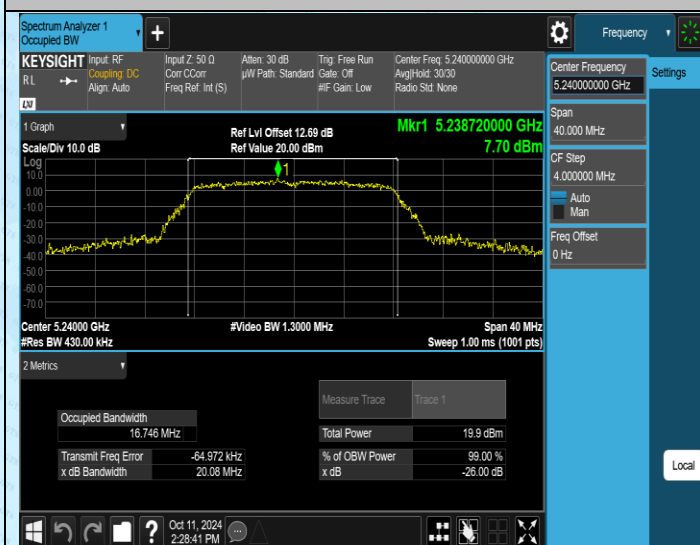 Spectrum Analyzer 1
Occupied BW
+
Frequency
KEYSIGHT
RL
LXI
Input: RF
Coupling: DC
Align: Auto
Input Z: 50 Ω
Corr CCorr
Freq Ref: Int (S)
Atten: 30 dB
µW Path: Standard
Trig: Free Run
Gate: Off
#IF Gain: Low
Center Freq: 5.240000000 GHz
Avg|Hold: 30/30
Radio Std: None
Center Frequency
5.240000000 GHz
Settings
Span
40.000 MHz
CF Step
4.000000 MHz
Auto
Man
Freq Offset
0 Hz
Local
1 Graph
Scale/Div 10.0 dB
Ref Lvl Offset 12.69 dB
Ref Value 20.00 dBm
Mkr1 5.238720000 GHz
7.70 dBm
Log
10.0
0.00
-10.0
-20.0
-30.0
-40.0
-50.0
-60.0
-70.0
1
Center 5.24000 GHz
#Res BW 430.00 kHz
#Video BW 1.3000 MHz
Span 40 MHz
Sweep 1.00 ms (1001 pts)
2 Metrics
Measure Trace
Trace 1
Occupied Bandwidth
16.746 MHz
Total Power
19.9 dBm
Transmit Freq Error
-64.972 kHz
% of OBW Power
99.00 %
x dB Bandwidth
20.08 MHz
x dB
-26.00 dB
?
Oct 11, 2024
2:28:41 PM